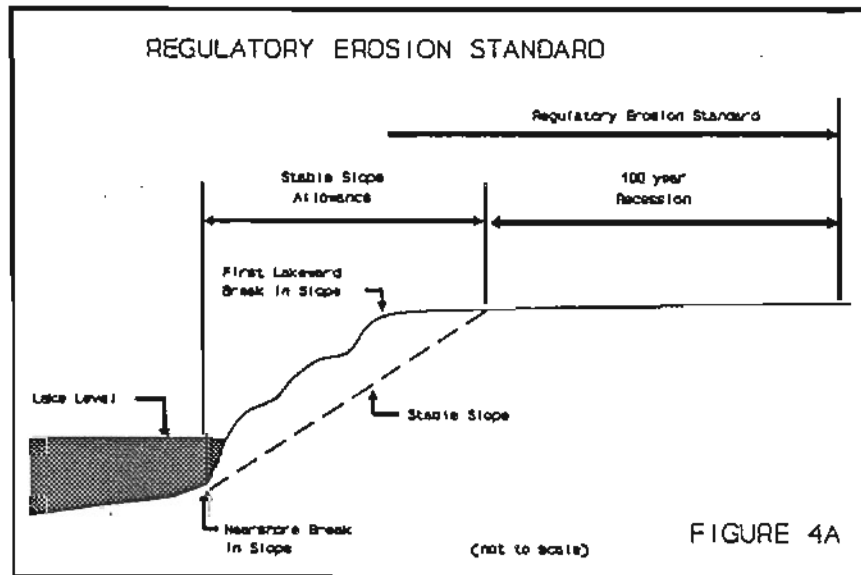 REGULATORY EROSION STANDARD
Regulatory Erosion Standard
Stable Slope
Allowance
100 year
Recession
First Lakeward
Break in Slope
Lake Level
Stable Slope
Nearshore Break
in Slope
(not to scale)
FIGURE 4A